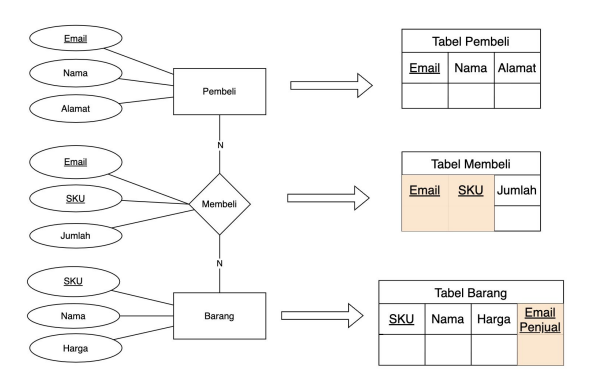 Email
Nama
Alamat
Pembeli
Tabel Pembeli
Email Nama Alamat
N
Email
SKU
Jumlah
Membeli
Tabel Membeli
Email SKU Jumlah
N
SKU
Nama
Harga
Barang
Tabel Barang
SKU Nama Harga Email
Penjual